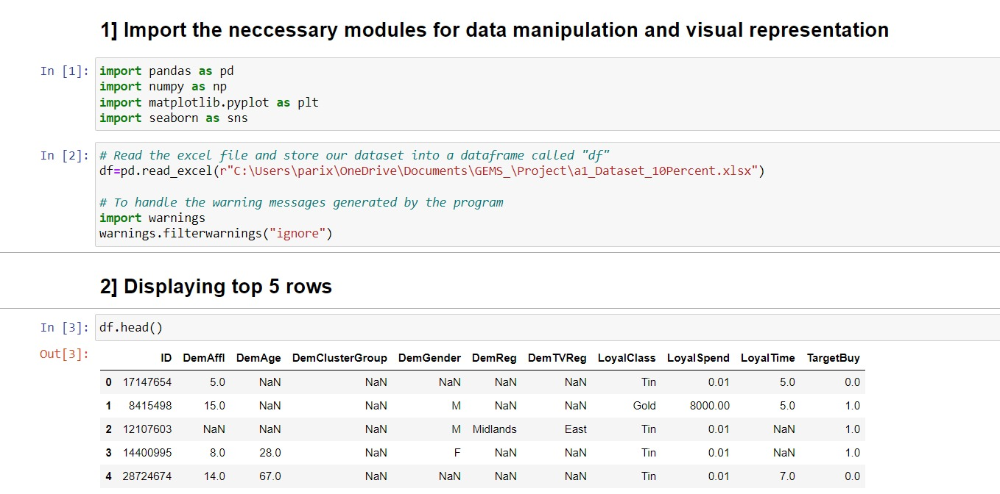 1] Import the neccessary modules for data manipulation and visual representation
In [1]: import pandas as pd
import numpy as np
import matplotlib.pyplot as plt
import seaborn as sns
In [2]: # Read the excel file and store our dataset into a dataframe called "df"
df=pd.read_excel(r"C:\Users\parix\OneDrive\Documents\GEMS_\Project\a1_Dataset_10Percent.xlsx")
# To handle the warning messages generated by the program
import warnings
warnings.filterwarnings("ignore")
2] Displaying top 5 rows
In [3]: df.head()
Out[3]:
ID DemAffl DemAge DemClusterGroup DemGender DemReg DemTVReg LoyalClass LoyalSpend LoyalTime TargetBuy
0 17147654 5.0 NaN NaN NaN NaN NaN Tin 0.01 5.0 0.0
1 8415498 15.0 NaN NaN M NaN NaN Gold 8000.00 5.0 1.0
2 12107603 NaN NaN NaN M Midlands East Tin 0.01 NaN 1.0
3 14400995 8.0 28.0 NaN F NaN NaN Tin 0.01 NaN 1.0
4 28724674 14.0 67.0 NaN NaN NaN NaN Tin 0.01 7.0 0.0